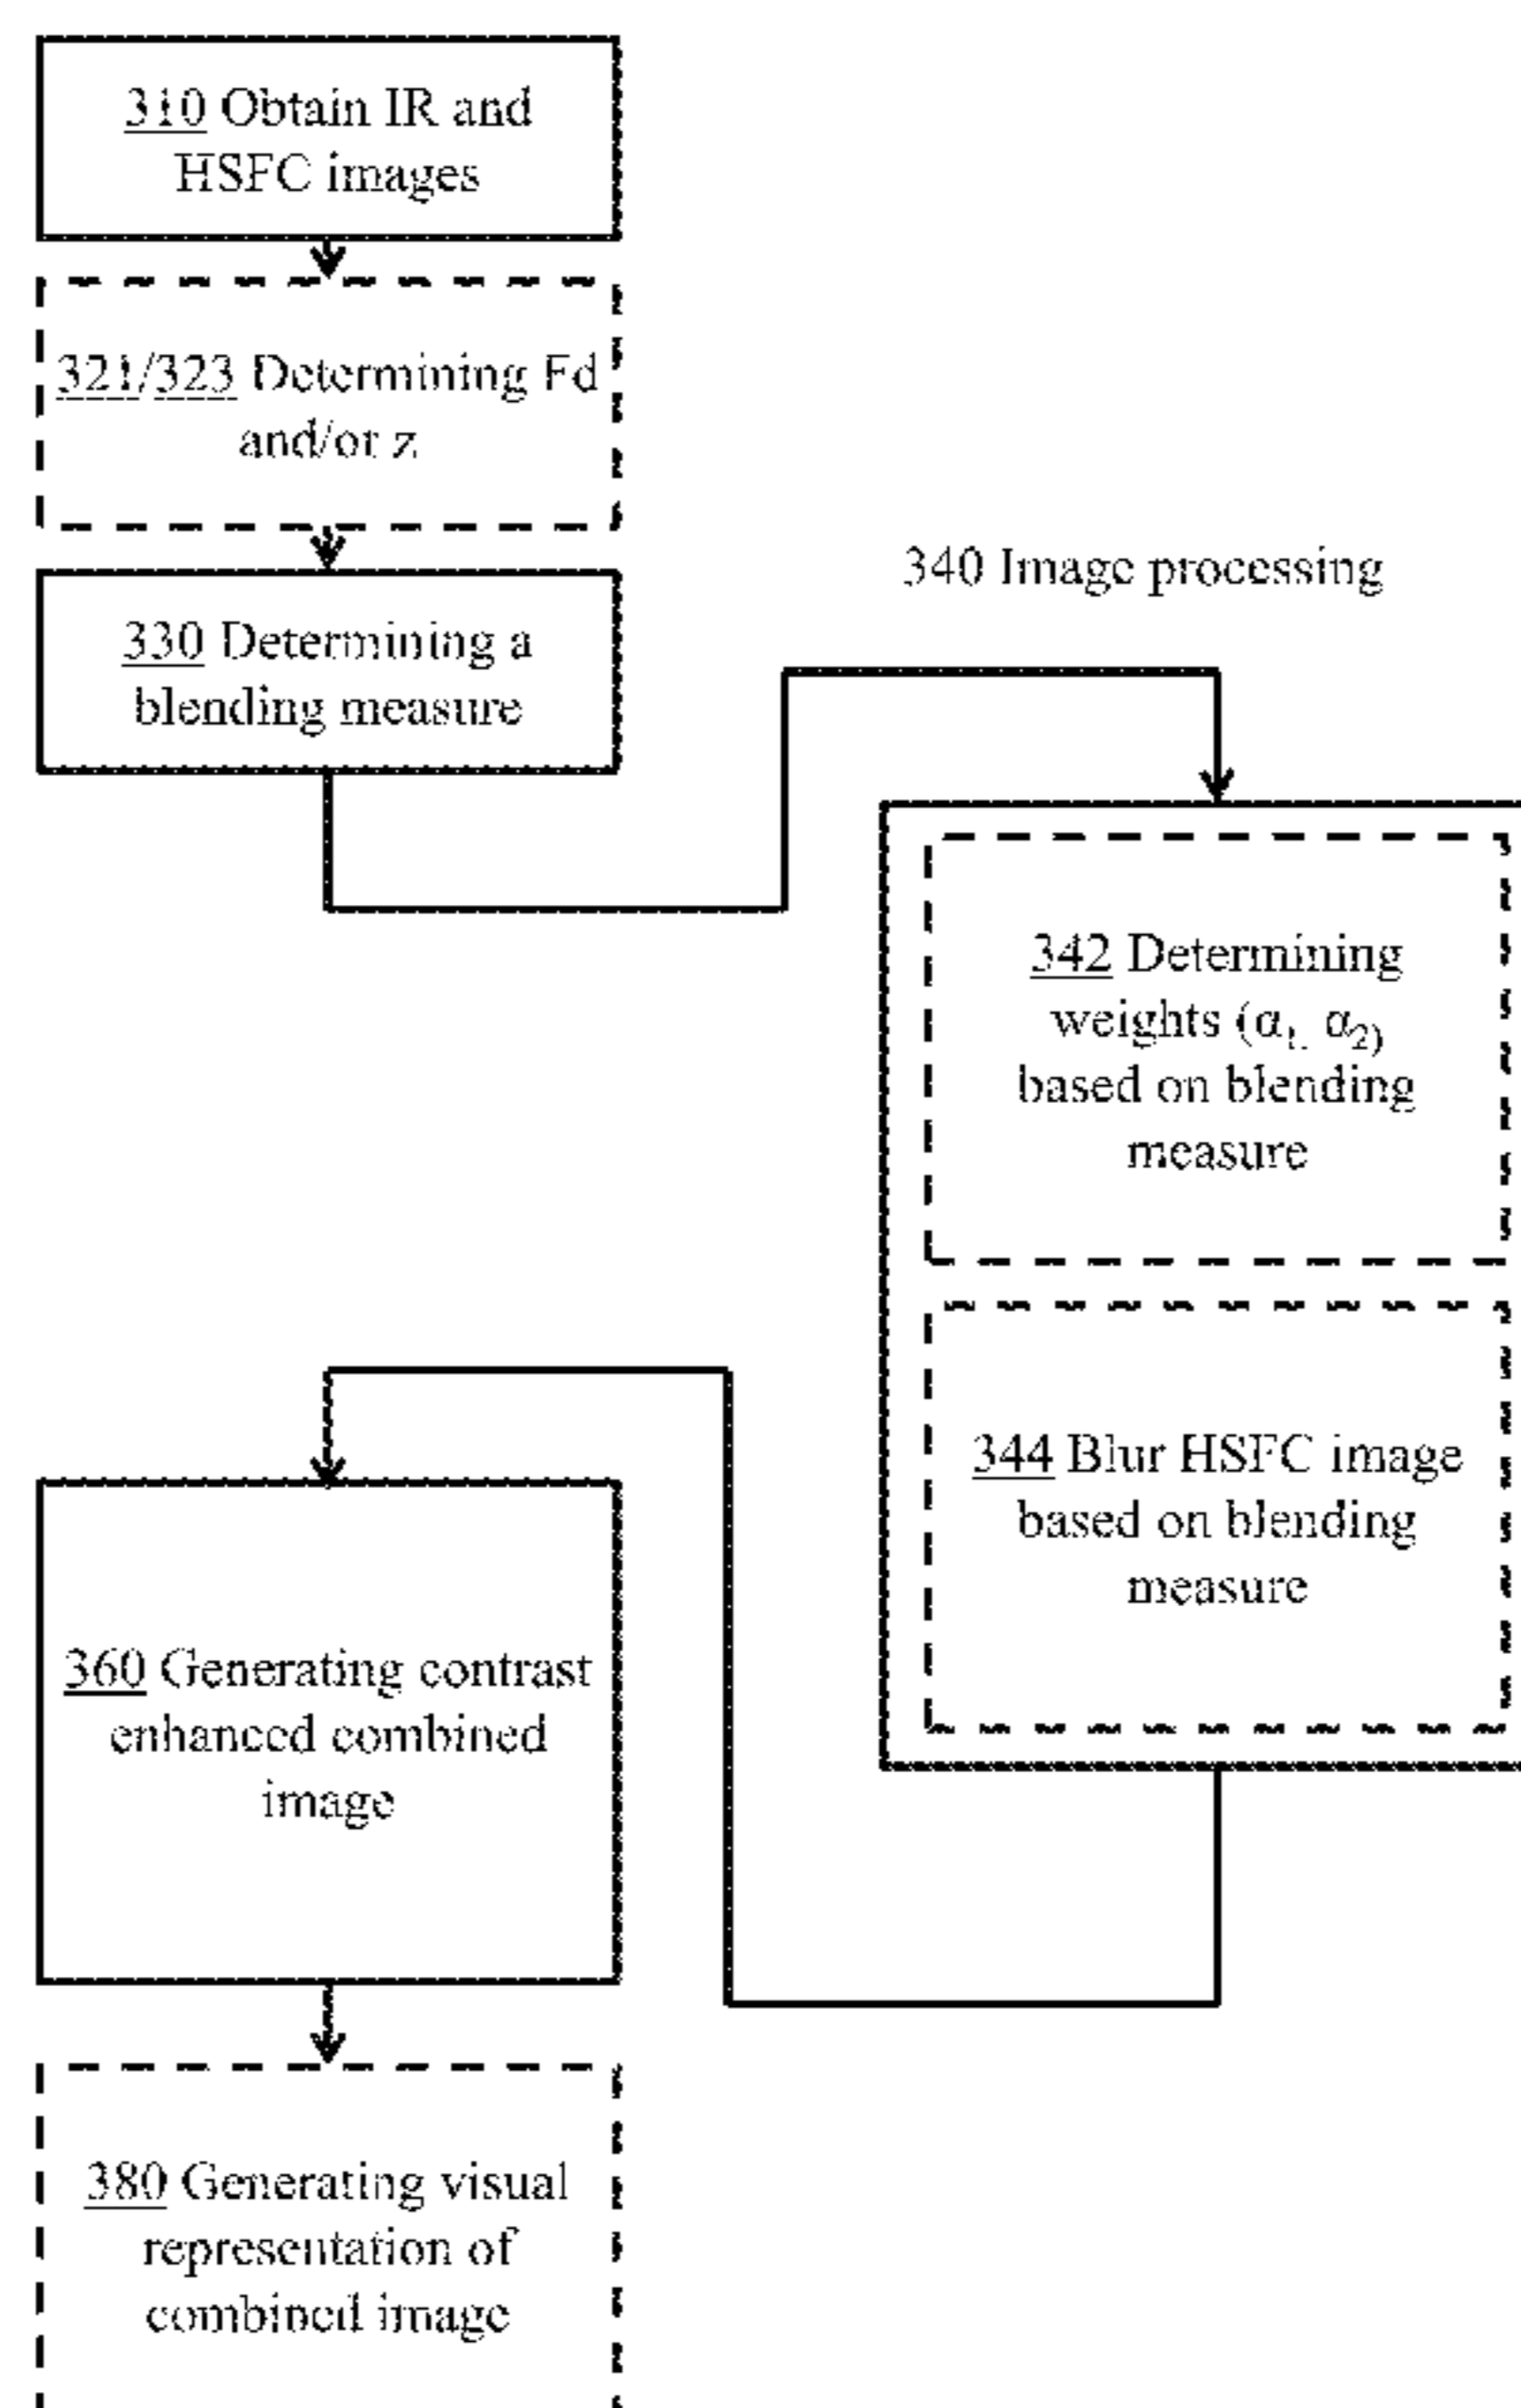 310 Obtain IR and
HSFC images
321/323 Determining Fd
and/or z
330 Determining a
blending measure
340 Image processing
342 Determining
weights (α₁, α₂)
based on blending
measure
344 Blur HSFC image
based on blending
measure
360 Generating contrast
enhanced combined
image
380 Generating visual
representation of
combined image